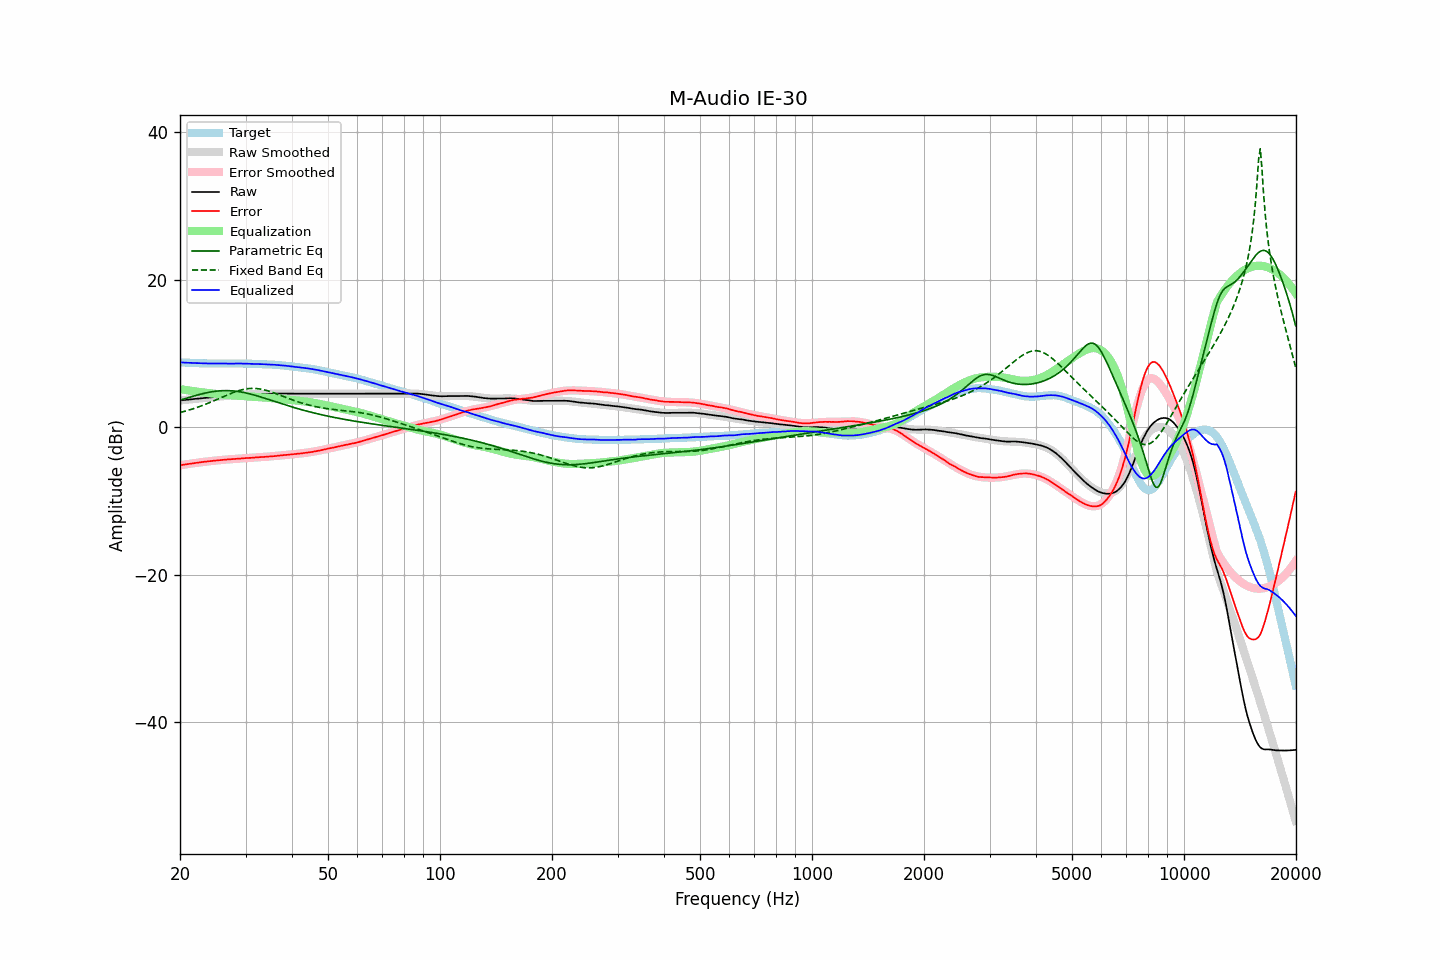 M-Audio IE-30
Target
Raw Smoothed
Error Smoothed
Raw
Error
Equalization
Parametric Eq
Fixed Band Eq
Equalized
40
20
0
−20
−40
Amplitude (dBr)
20 50 100 200 500 1000 2000 5000 10000 20000
Frequency (Hz)